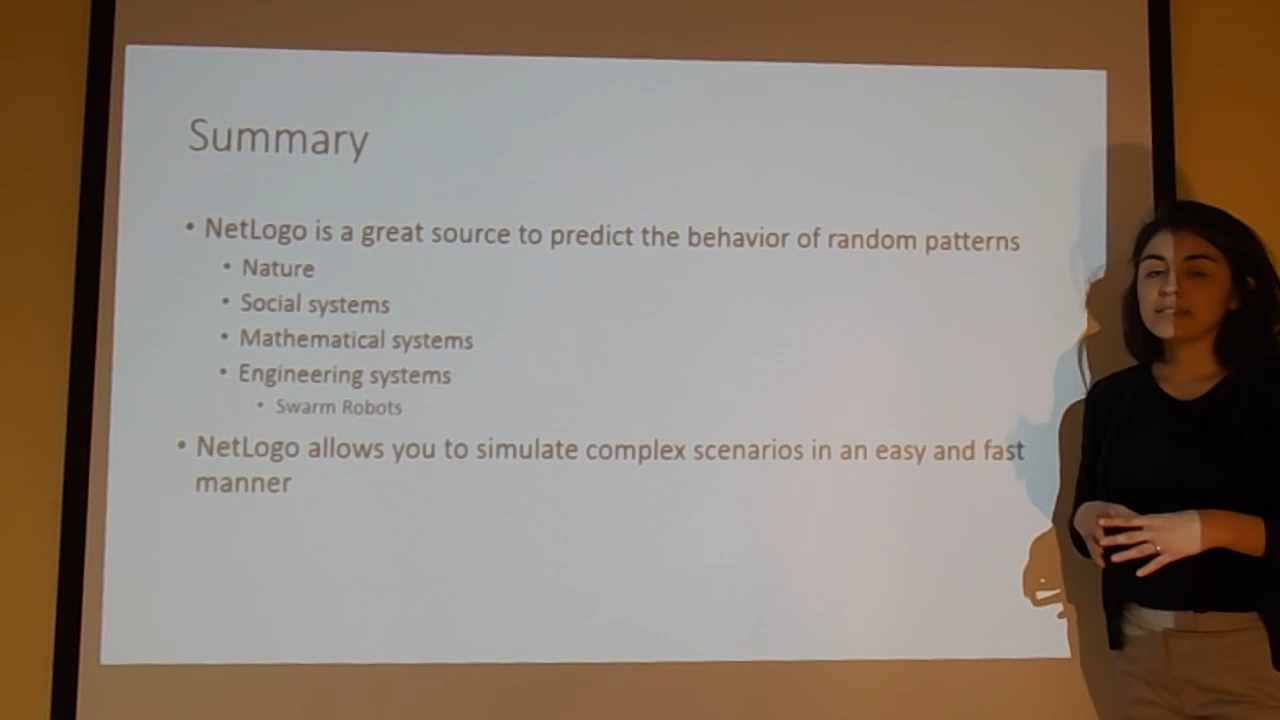 Summary
• NetLogo is a great source to predict the behavior of random patterns
• Nature
• Social systems
• Mathematical systems
• Engineering systems
• Swarm Robots
• NetLogo allows you to simulate complex scenarios in an easy and fast
manner